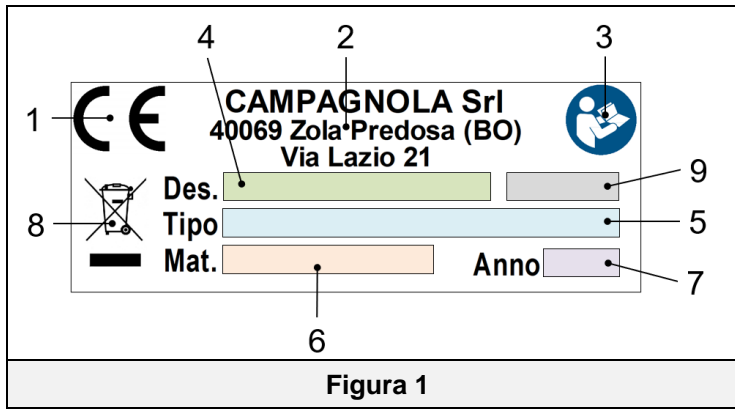 4 2 3
1 CE CAMPAGNOLA Srl
40069 Zola Predosa (BO)
Via Lazio 21
Des. 9
8 Tipo 5
Mat. Anno 7
6
Figura 1